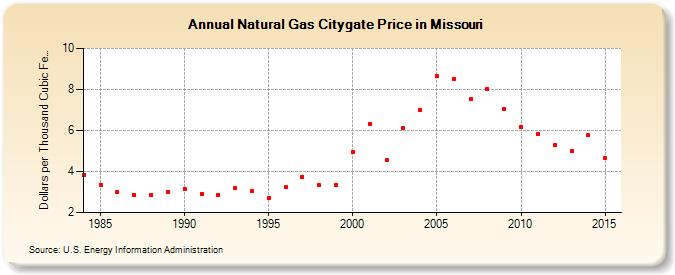 Annual Natural Gas Citygate Price in Missouri
Dollars per Thousand Cubic Fe...
10
8
6
4
2
1985 1990 1995 2000 2005 2010 2015
Source: U.S. Energy Information Administration